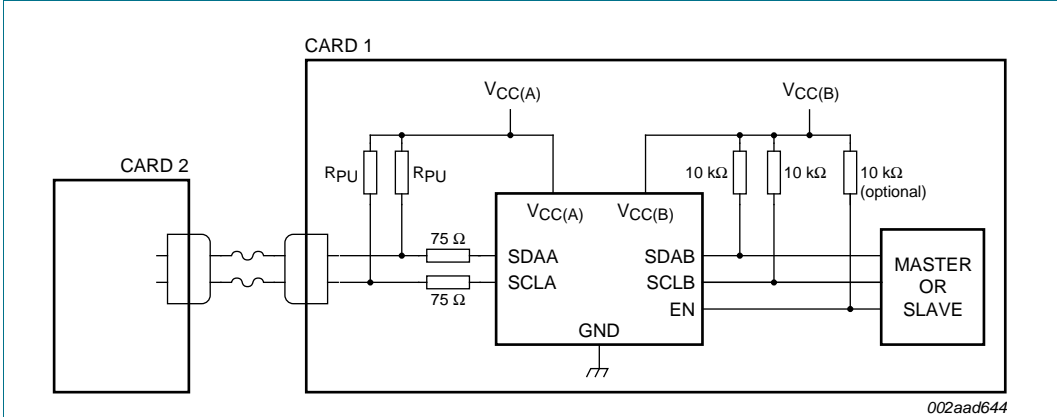 CARD 1
VCC(A)
VCC(B)
CARD 2
RPU
RPU
10 kΩ
10 kΩ
10 kΩ
(optional)
VCC(A)
VCC(B)
75 Ω
SDAA
SDAB
MASTER
OR
SLAVE
SCLA
SCLB
75 Ω
EN
GND
002aad644